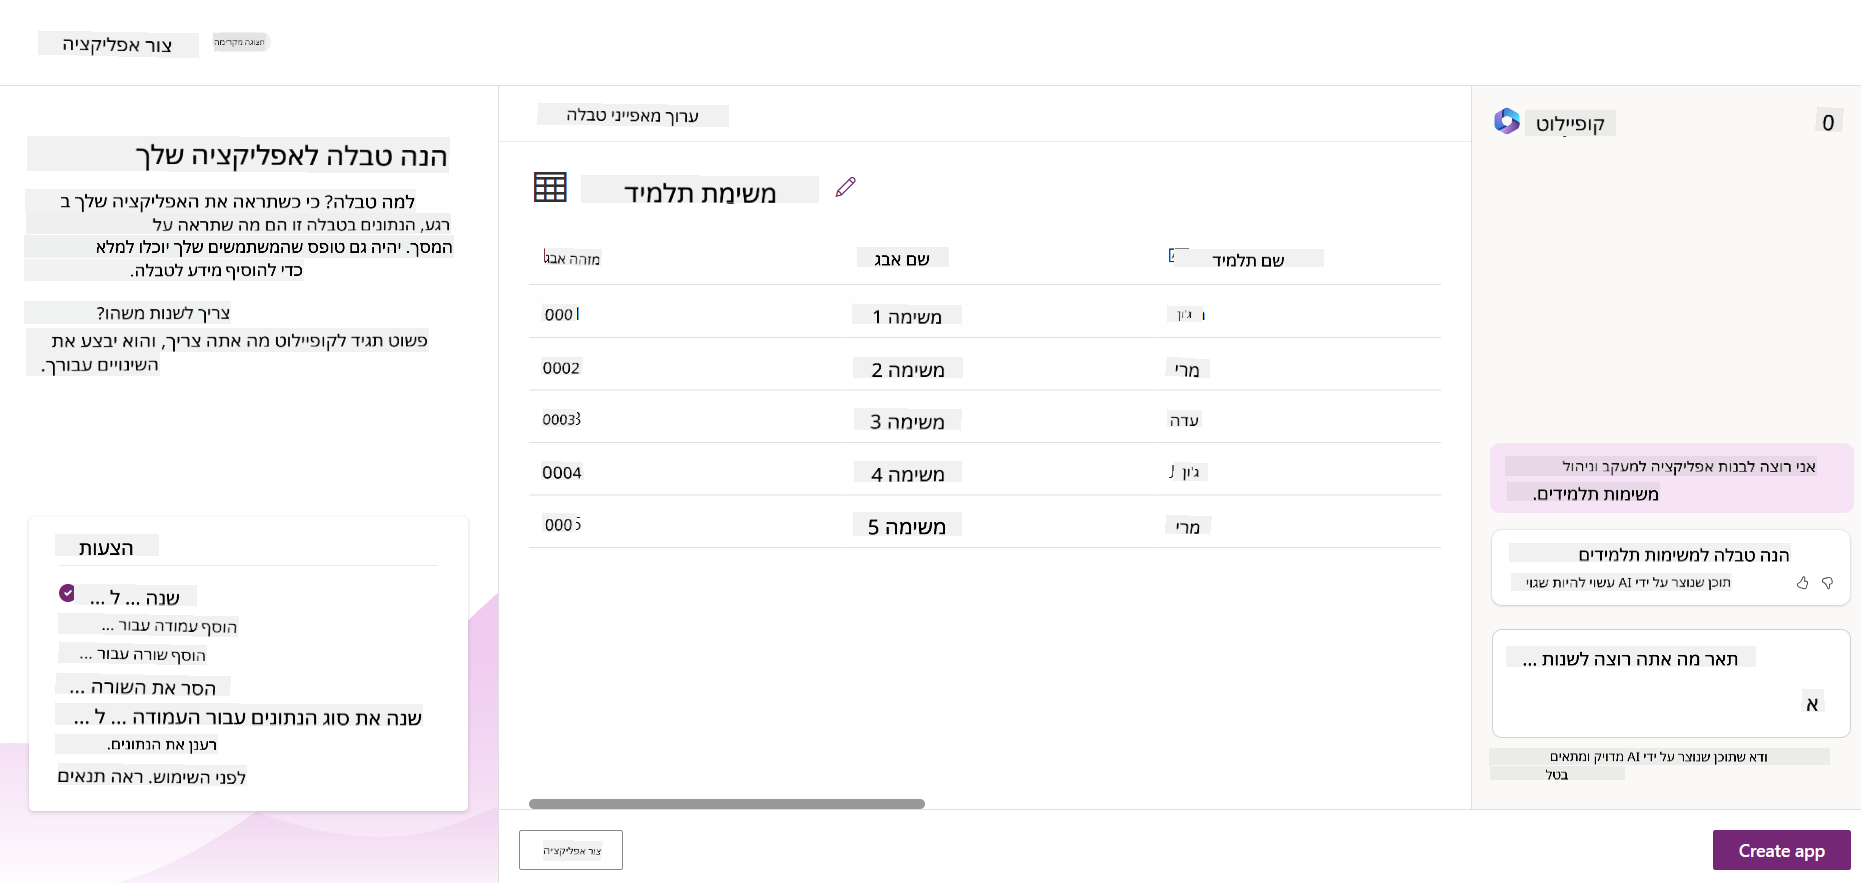 צור אפליקציה
תצוגה מקדימה
הנה טבלה לאפליקציה שלך
למה טבלה? כי כשתראה את האפליקציה שלך ב
רגע, הנתונים בטבלה זו הם מה שתראה על
המסך. יהיה גם טופס שהמשתמשים שלך יוכלו למלא
כדי להוסיף מידע לטבלה.
צריך לשנות משהו?
פשוט תגיד לקופיילוט מה אתה צריך, והוא יבצע את
השינויים עבורך.
הצעות
שנה ... ל ...
הוסף עמודה עבור ...
הוסף שורה עבור ...
הסר את השורה ...
שנה את סוג הנתונים עבור העמודה ... ל ...
רענן את הנתונים.
לפני השימוש. ראה תנאים
ערוך מאפייני טבלה
משימת תלמיד
מזהה אבג
שם אבג
שם תלמיד
0001
משימה 1
ג'ון
0002
משימה 2
מרי
0003
משימה 3
עדה
0004
משימה 4
ג'ון
0005
משימה 5
מרי
צור אפליקציה
קופיילוט
0
אני רוצה לבנות אפליקציה למעקב וניהול
משימות תלמידים.
הנה טבלה למשימות תלמידים
תוכן שנוצר על ידי AI עשוי להיות שגוי
תאר מה אתה רוצה לשנות ...
א
ודא שתוכן שנוצר על ידי AI מדויק ומתאים
בטל
Create app